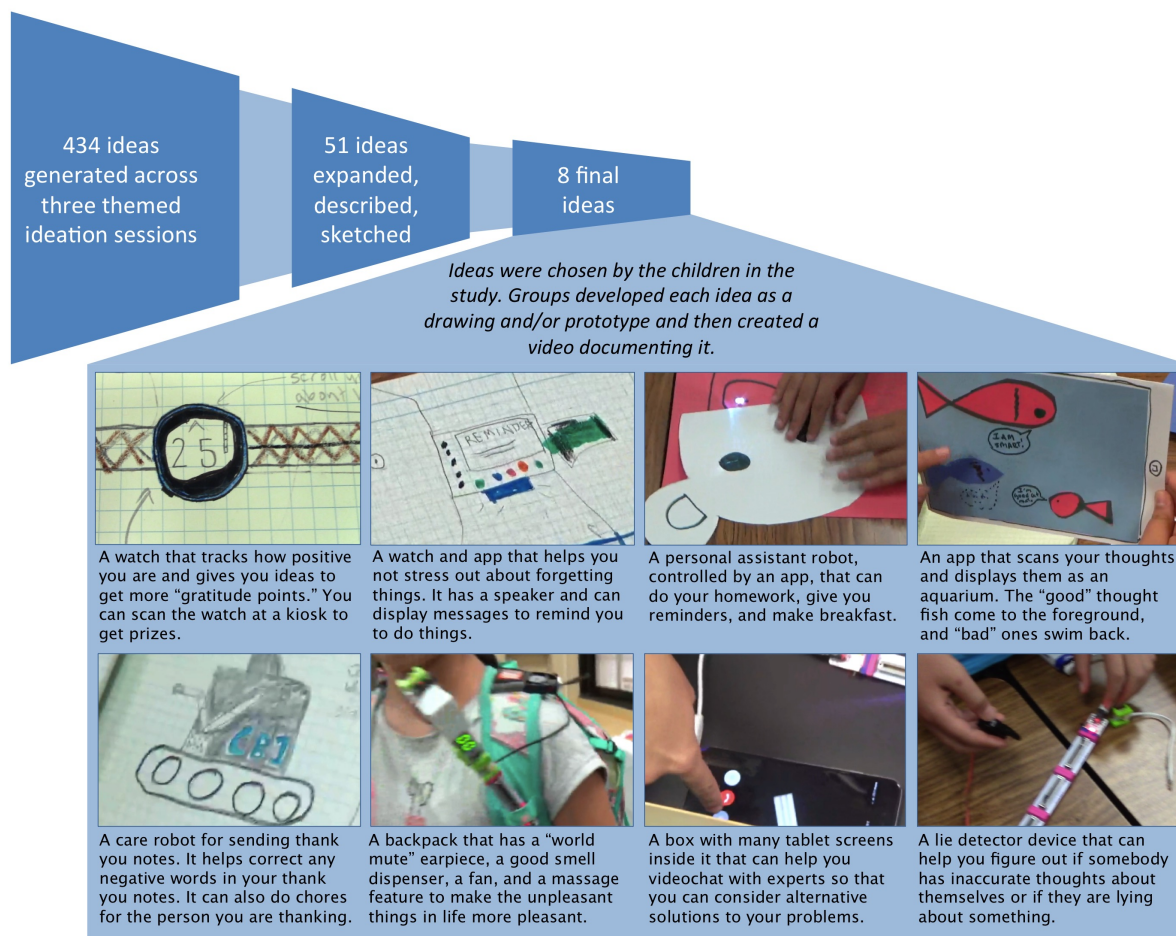 434 ideas
generated across
three themed
ideation sessions
51 ideas
expanded,
described,
sketched
8 final
ideas
Ideas were chosen by the children in the
study. Groups developed each idea as a
drawing and/or prototype and then created a
video documenting it.
scroll
about
25
REMINDER
I AM
SMART!
I'm
good at
A watch that tracks how positive
you are and gives you ideas to
get more “gratitude points.” You
can scan the watch at a kiosk to
get prizes.
A watch and app that helps you
not stress out about forgetting
things. It has a speaker and can
display messages to remind you
to do things.
A personal assistant robot,
controlled by an app, that can
do your homework, give you
reminders, and make breakfast.
An app that scans your thoughts
and displays them as an
aquarium. The “good” thought
fish come to the foreground,
and “bad” ones swim back.
CBJ
A care robot for sending thank
you notes. It helps correct any
negative words in your thank
you notes. It can also do chores
for the person you are thanking.
A backpack that has a “world
mute” earpiece, a good smell
dispenser, a fan, and a massage
feature to make the unpleasant
things in life more pleasant.
A box with many tablet screens
inside it that can help you
videochat with experts so that
you can consider alternative
solutions to your problems.
A lie detector device that can
help you figure out if somebody
has inaccurate thoughts about
themselves or if they are lying
about something.